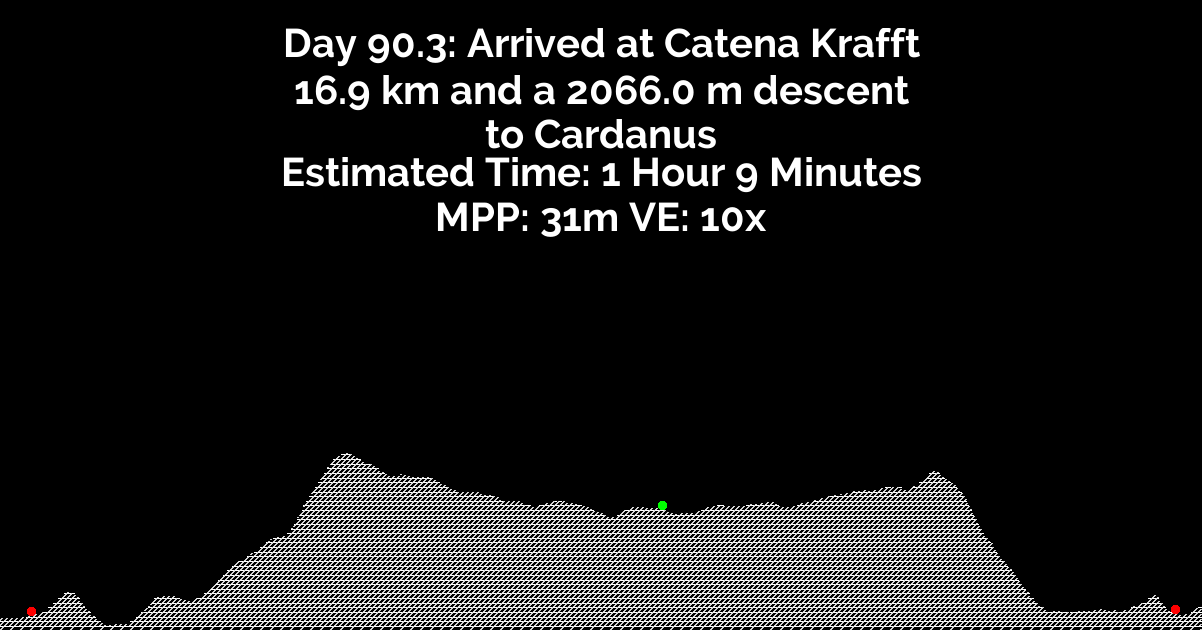 Day 90.3: Arrived at Catena Krafft
16.9 km and a 2066.0 m descent
to Cardanus
Estimated Time: 1 Hour 9 Minutes
MPP: 31m VE: 10x